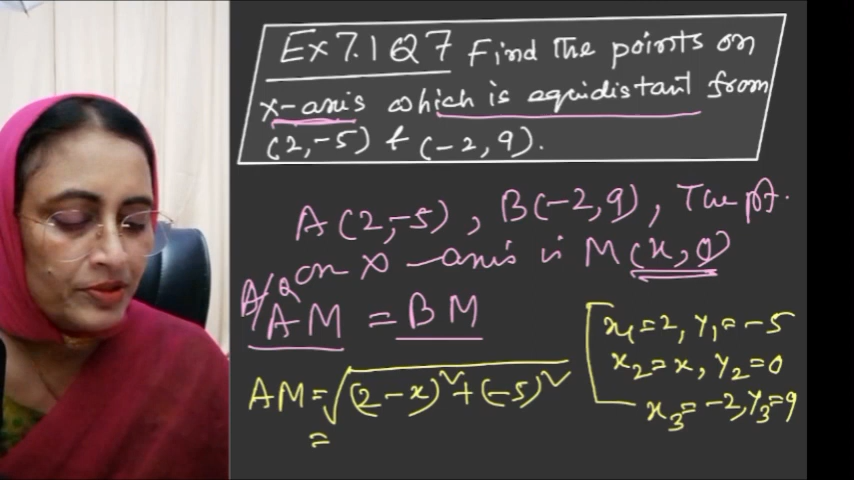 Ex 7.1 Q 7 Find the points on
x-axis which is equidistant from
(2,-5) & (-2, 9).
A (2,-5), B(-2,9), The pt.
on X-axis is M (x, 0)
A/Q
AM = BM
AM = √(2-x)² + (-5)²
=
x₁=2, y₁=-5
x₂=x, y₂=0
x₃=-2, y₃=9